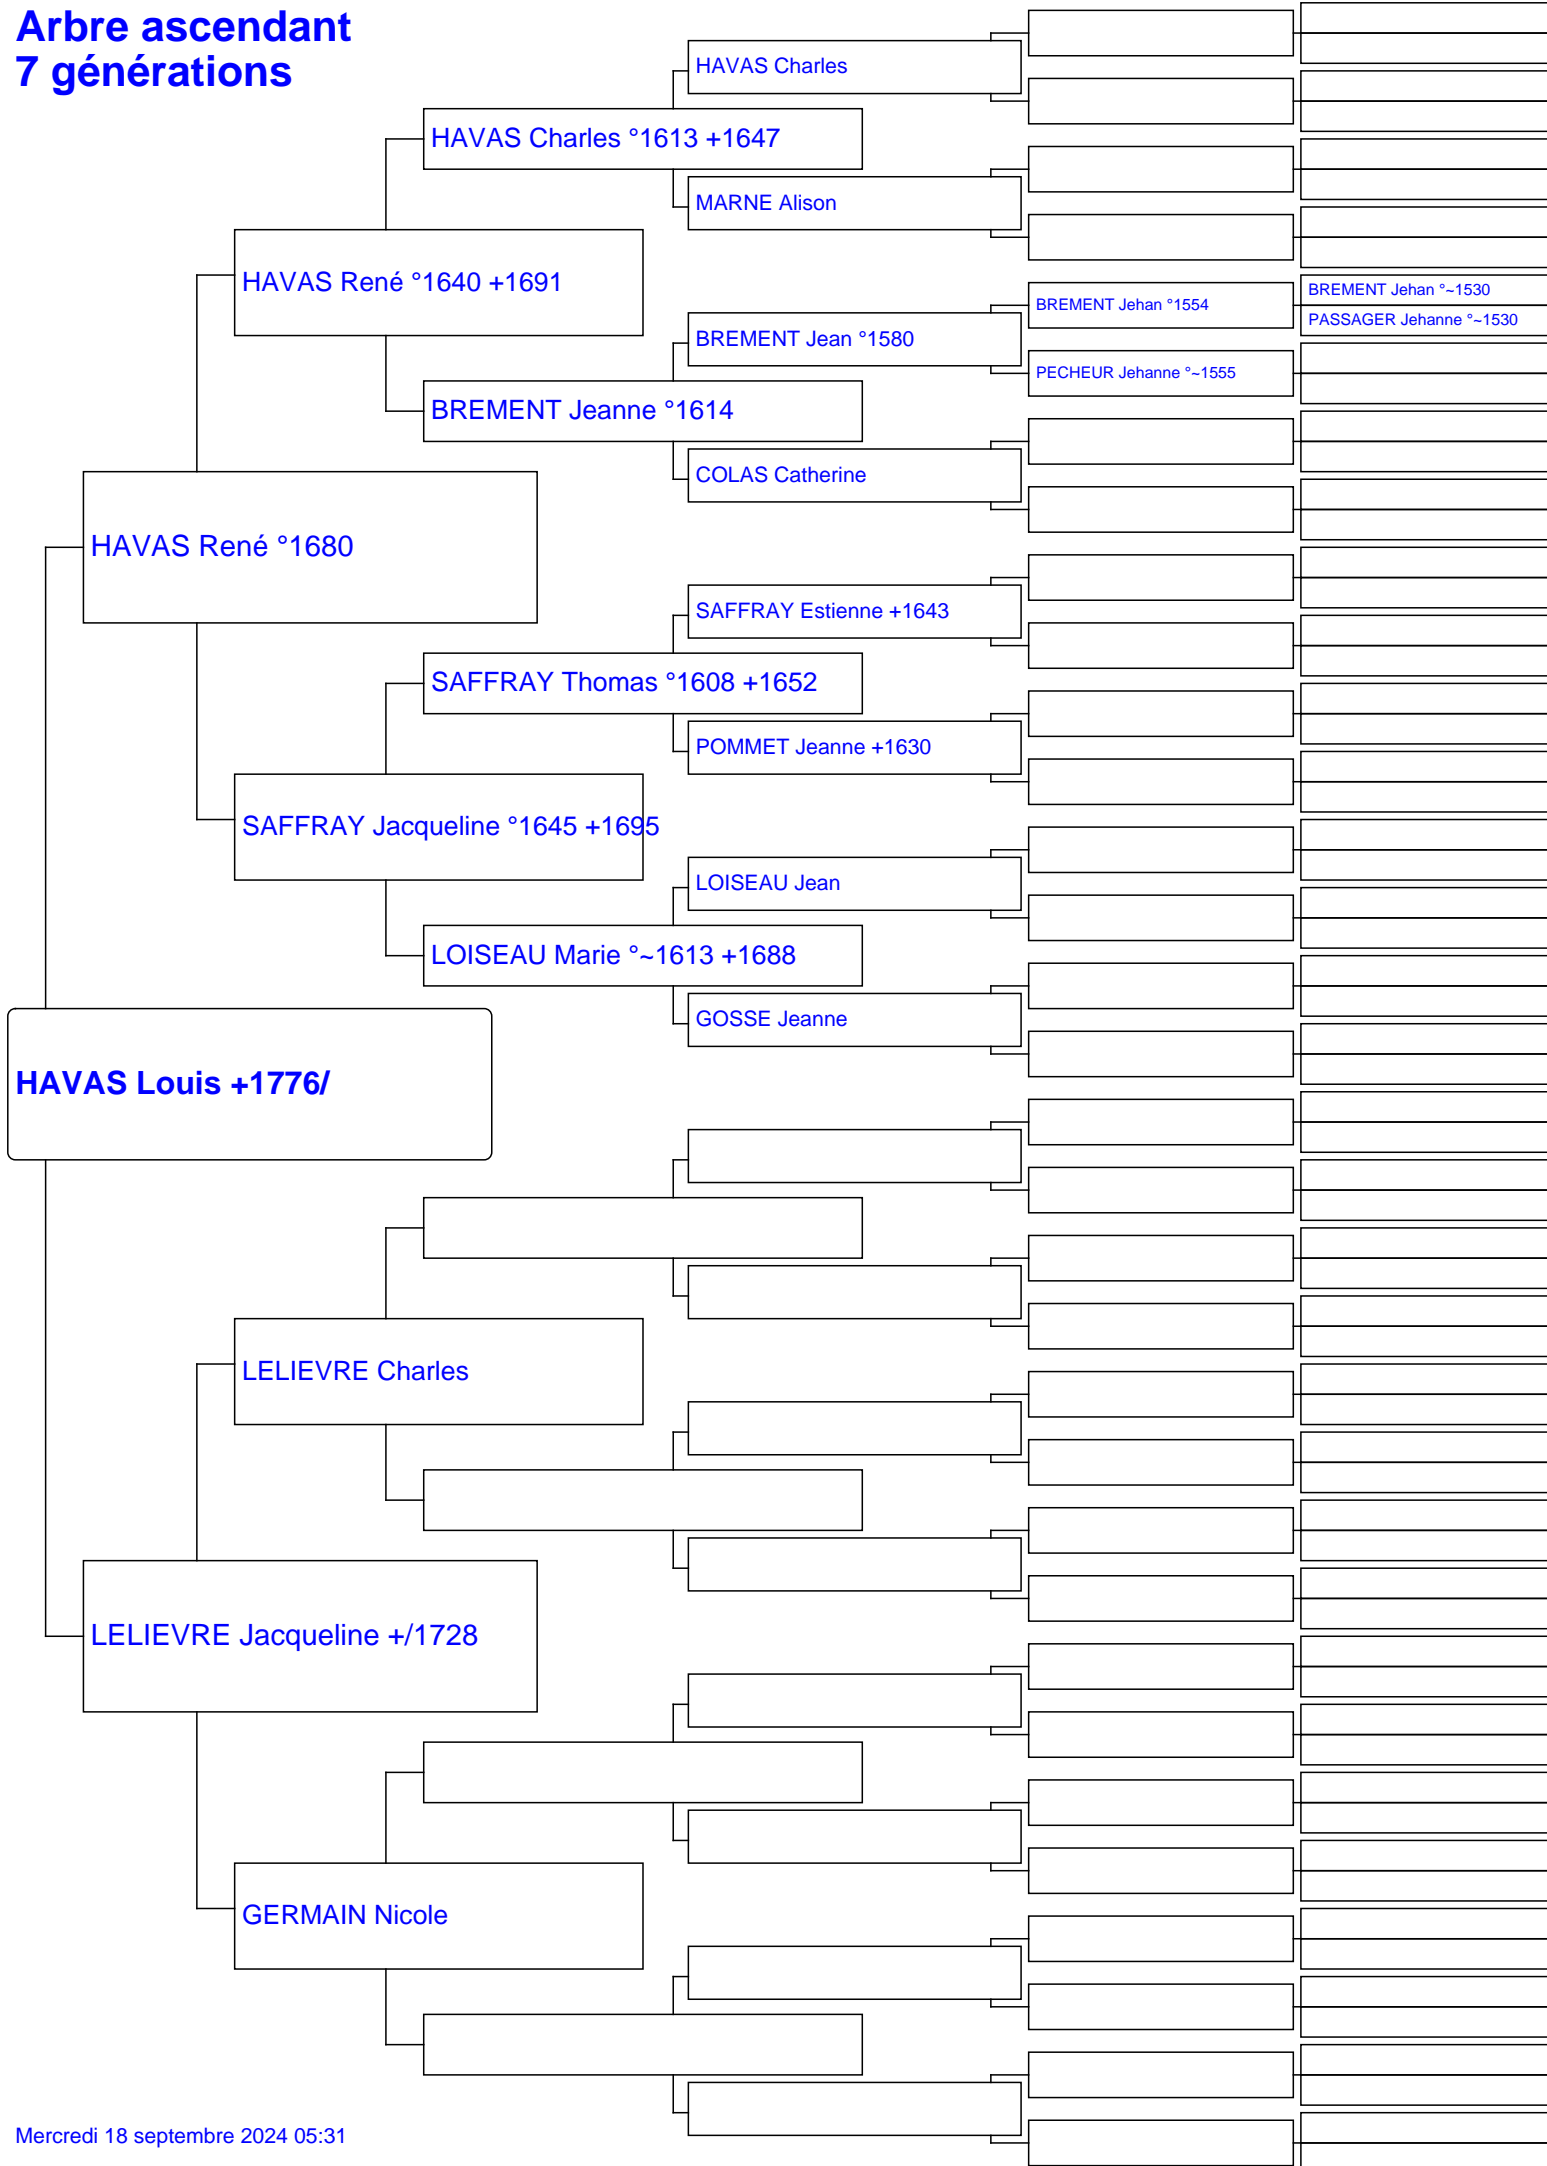 Arbre ascendant
7 générations
HAVAS Charles
HAVAS Charles °1613 +1647
MARNE Alison
HAVAS René °1640 +1691
BREMENT Jehan °~1530
BREMENT Jehan °1554
PASSAGER Jehanne °~1530
BREMENT Jean °1580
PECHEUR Jehanne °~1555
BREMENT Jeanne °1614
COLAS Catherine
HAVAS René °1680
SAFFRAY Estienne +1643
SAFFRAY Thomas °1608 +1652
POMMET Jeanne +1630
SAFFRAY Jacqueline °1645 +1695
LOISEAU Jean
LOISEAU Marie °~1613 +1688
GOSSE Jeanne
HAVAS Louis +1776/
LELIEVRE Charles
LELIEVRE Jacqueline +/1728
GERMAIN Nicole
Mercredi 18 septembre 2024 05:31